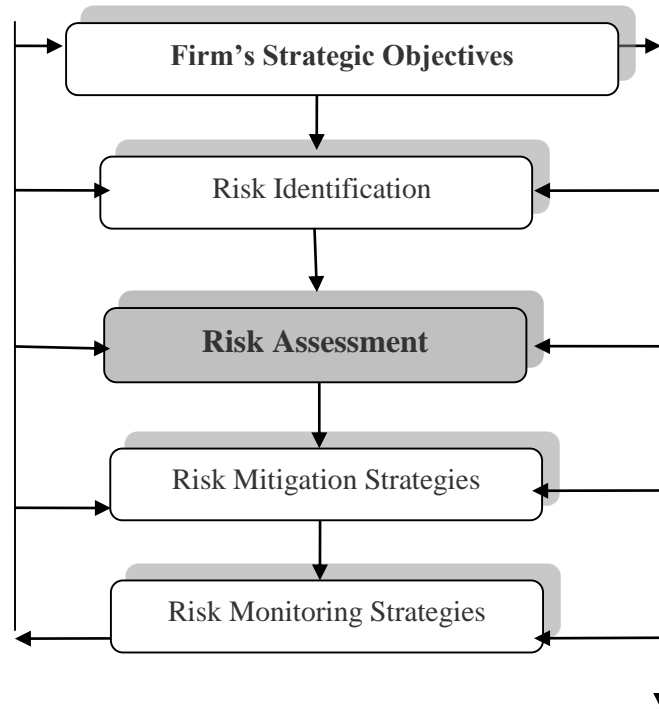 Firm’s Strategic Objectives
Risk Identification
Risk Assessment
Risk Mitigation Strategies
Risk Monitoring Strategies